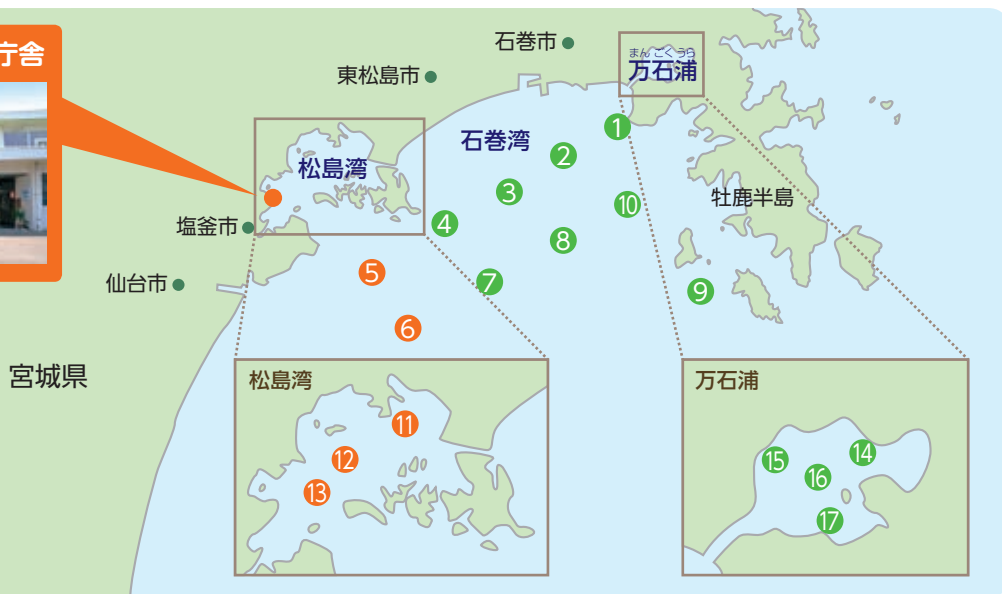 庁舎
石巻市
東松島市
まんごくうら
万石浦
石巻湾
松島湾
牡鹿半島
塩釜市
仙台市
宮城県
1
2
3
4
5
6
7
8
9
10
松島湾
11
12
13
万石浦
14
15
16
17